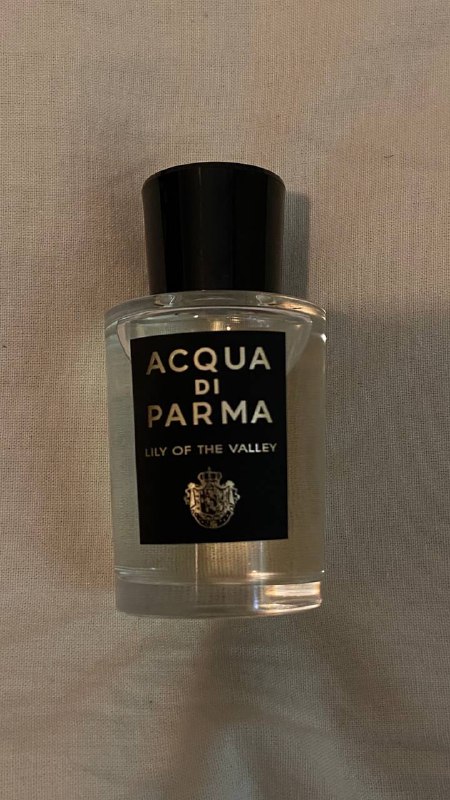 ACQUA
DI
PARMA
LILY OF THE VALLEY